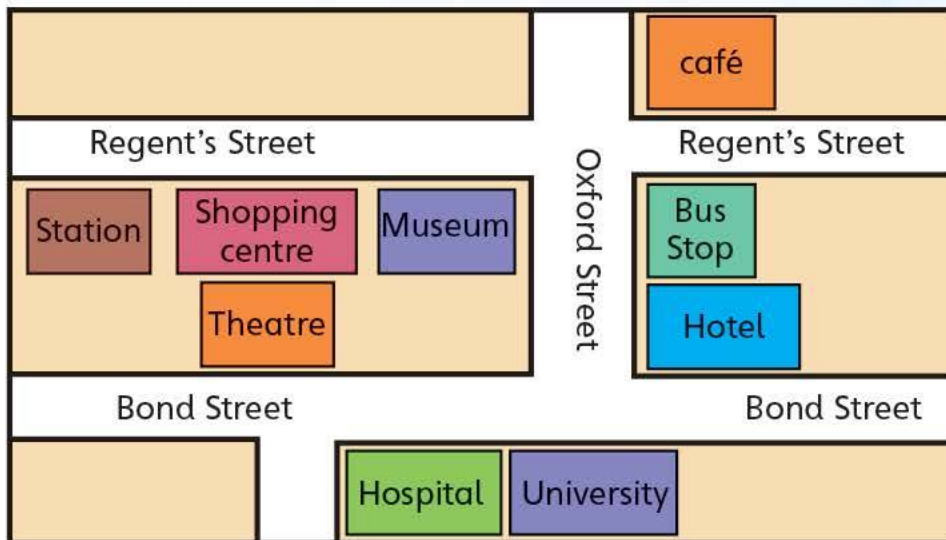 café
Regent's Street
Regent's Street
Oxford Street
Station
Shopping
centre
Museum
Bus
Stop
Theatre
Hotel
Bond Street
Bond Street
Hospital
University